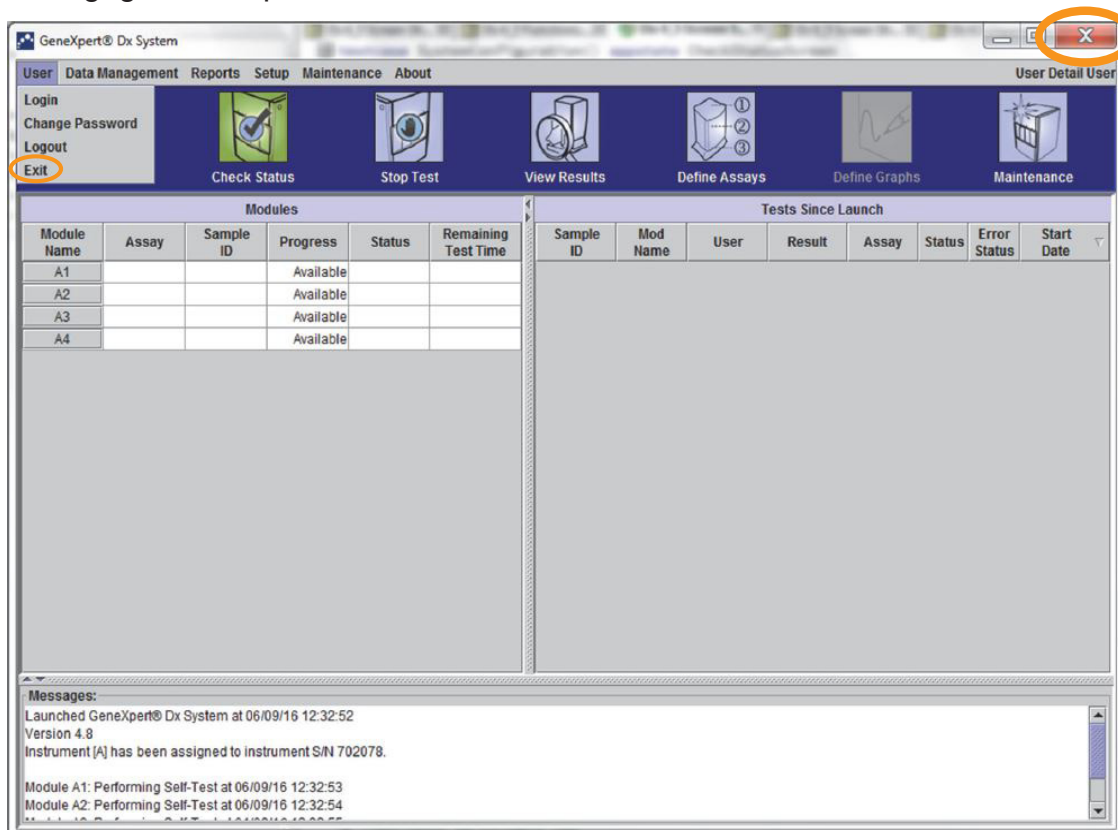 GeneXpert® Dx System
User Data Management Reports Setup Maintenance About User Detail User
Login
Change Password
Logout
Exit
Check Status Stop Test View Results Define Assays Define Graphs Maintenance
Modules
Module Name Assay Sample ID Progress Status Remaining Test Time
A1 Available
A2 Available
A3 Available
A4 Available
Tests Since Launch
Sample ID Mod Name User Result Assay Status Error Status Start Date
Messages:
Launched GeneXpert® Dx System at 06/09/16 12:32:52
Version 4.8
Instrument [A] has been assigned to instrument S/N 702078.
Module A1: Performing Self-Test at 06/09/16 12:32:53
Module A2: Performing Self-Test at 06/09/16 12:32:54